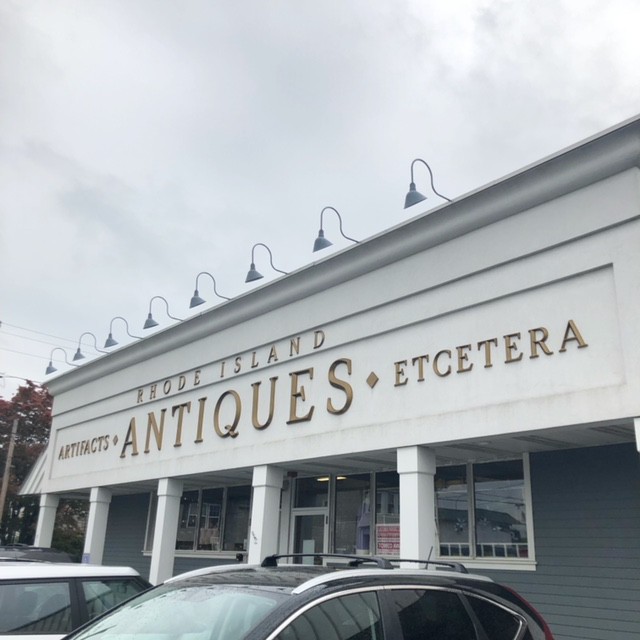 RHODE ISLAND
ARTIFACTS ◆ ANTIQUES ◆ ETCETERA